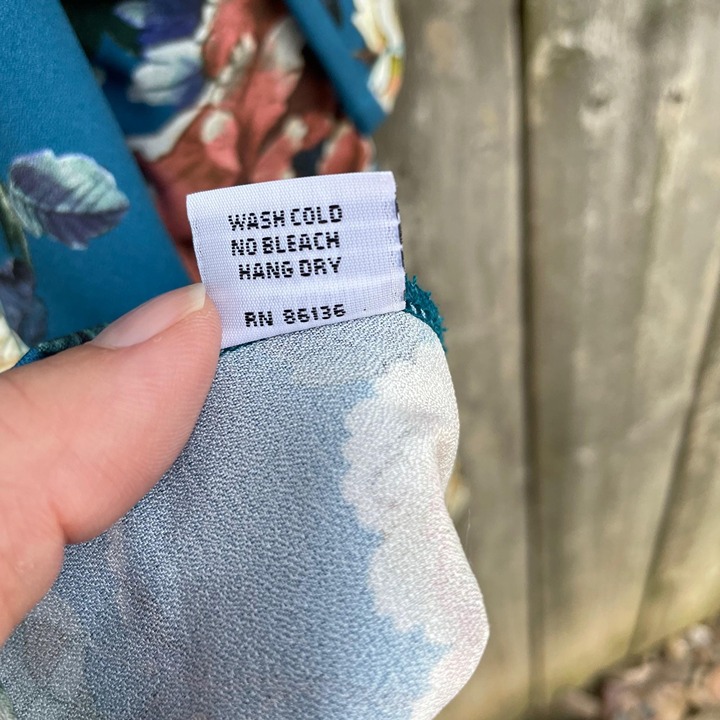 WASH COLD
NO BLEACH
HANG DRY
RN 86136